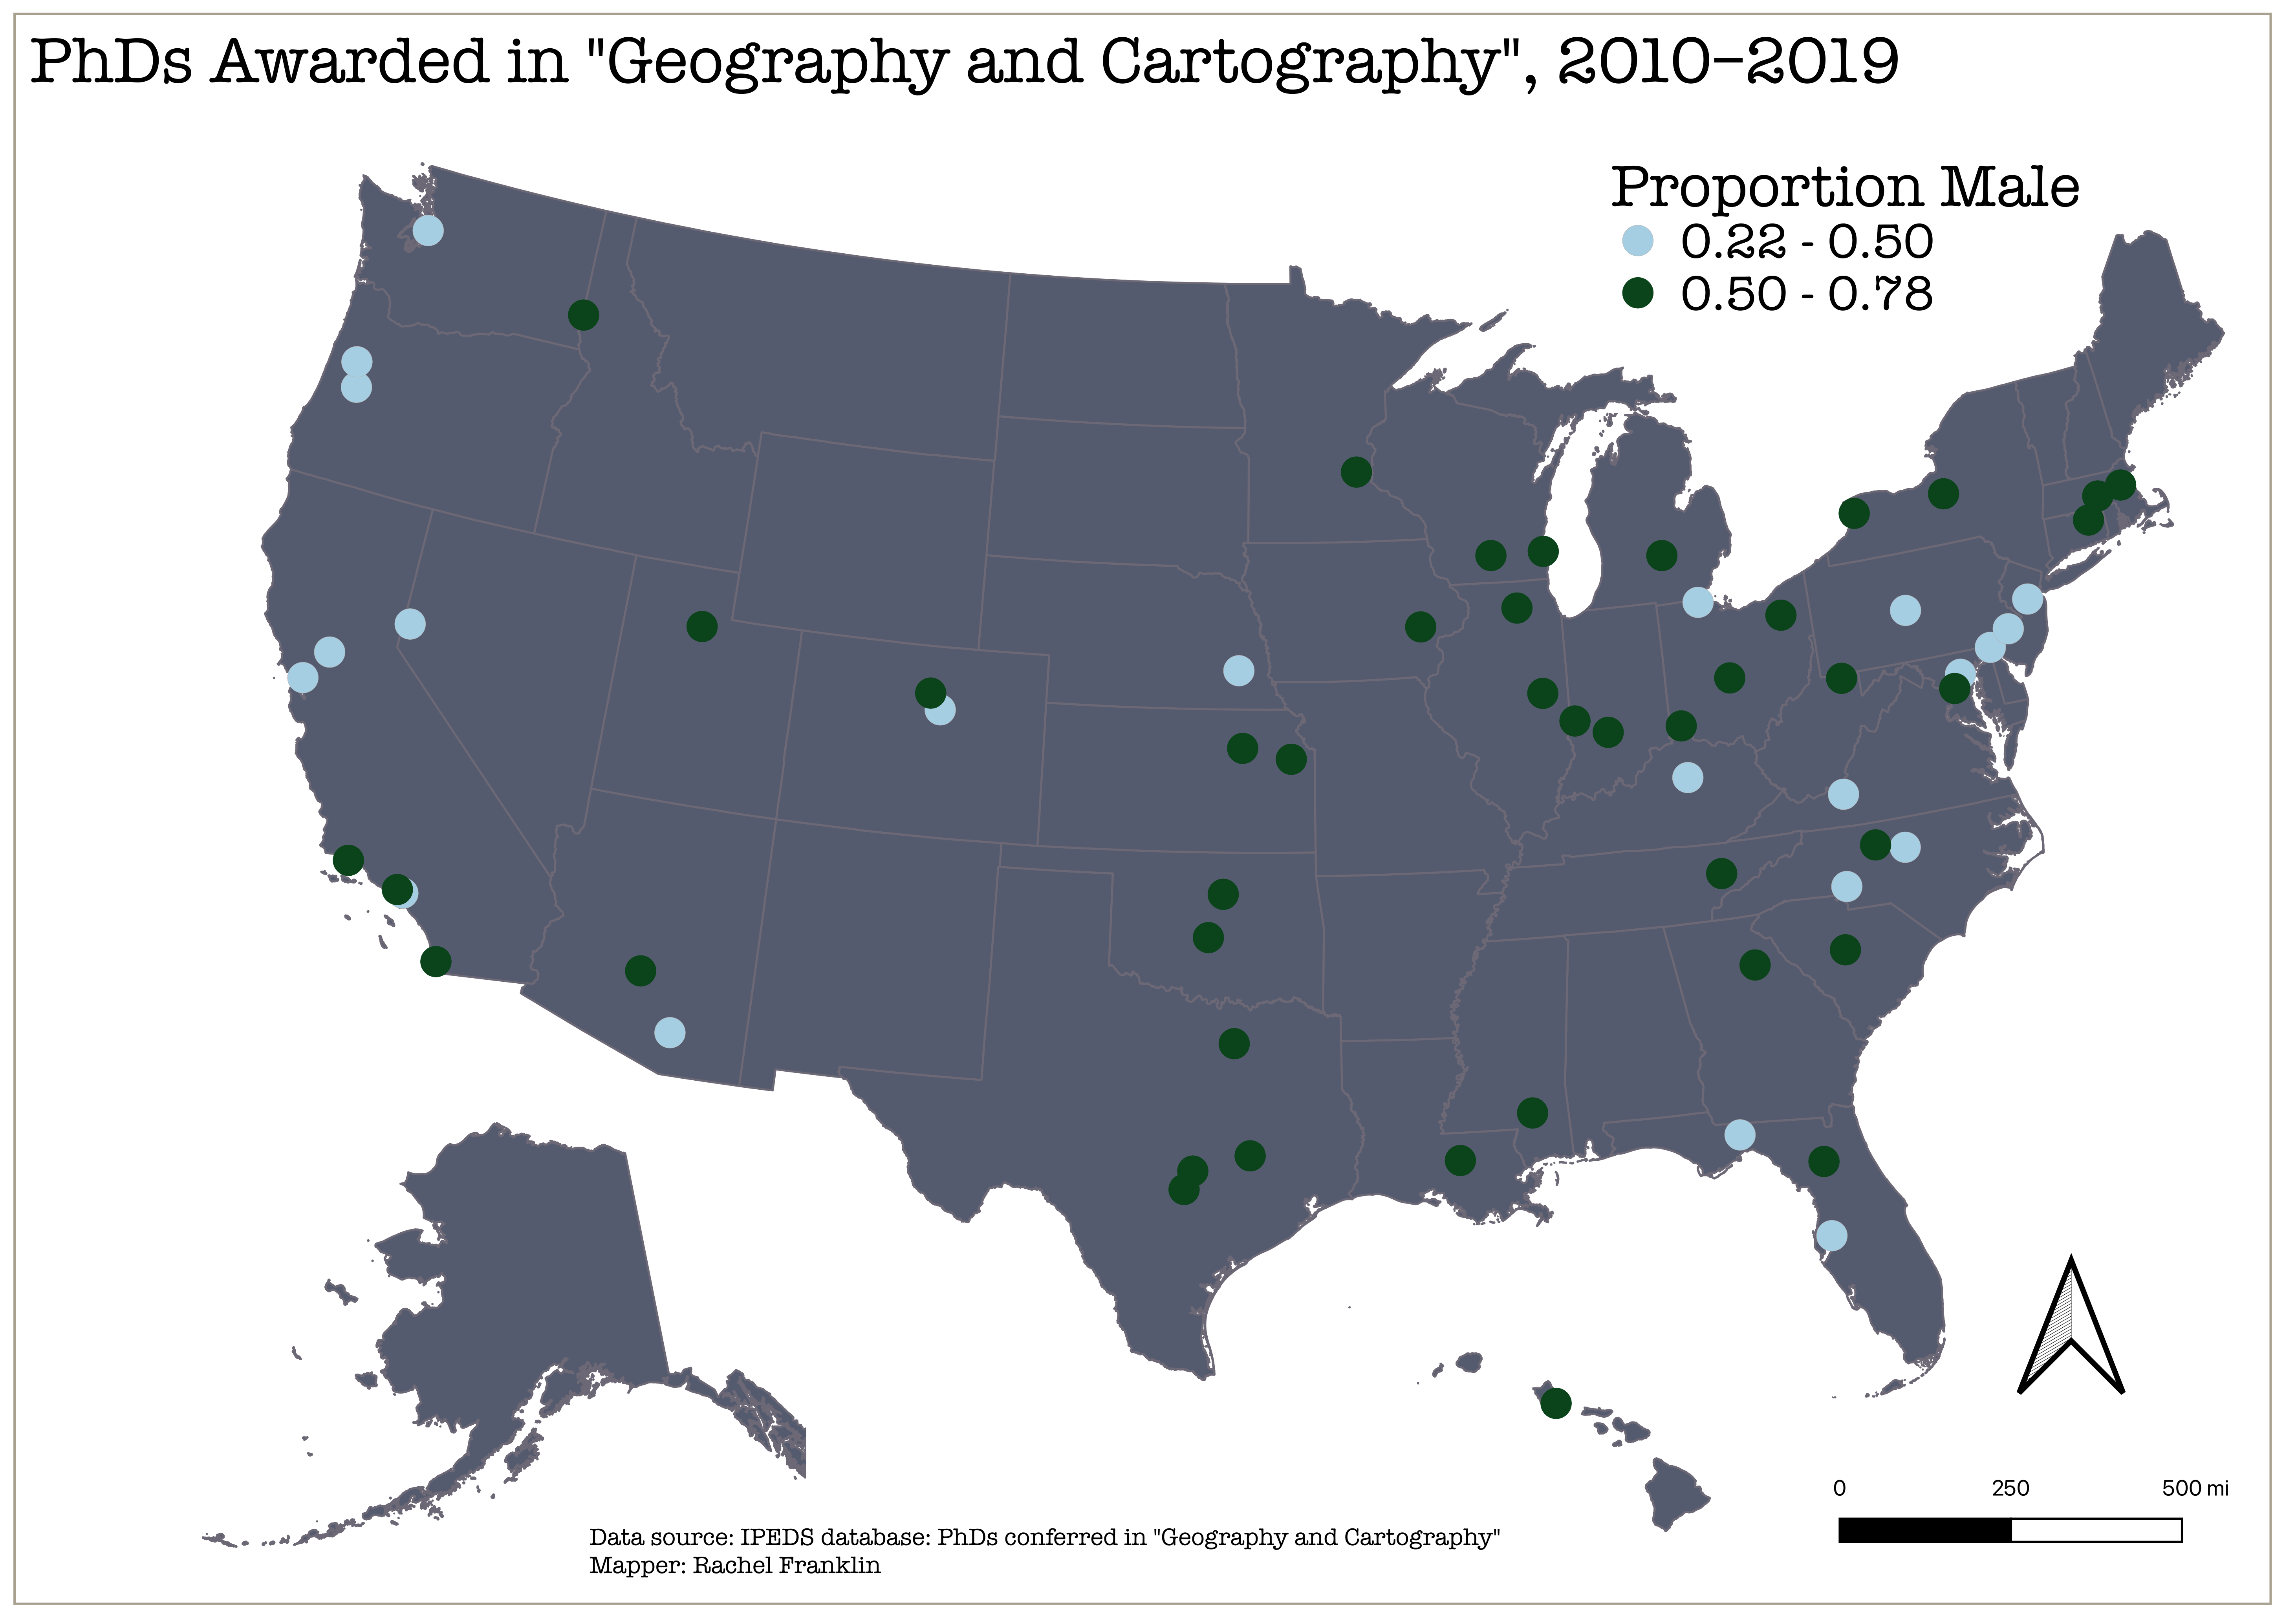 PhDs Awarded in "Geography and Cartography", 2010–2019
Proportion Male
0.22 - 0.50
0.50 - 0.78
0 250 500 mi
Data source: IPEDS database: PhDs conferred in "Geography and Cartography"
Mapper: Rachel Franklin